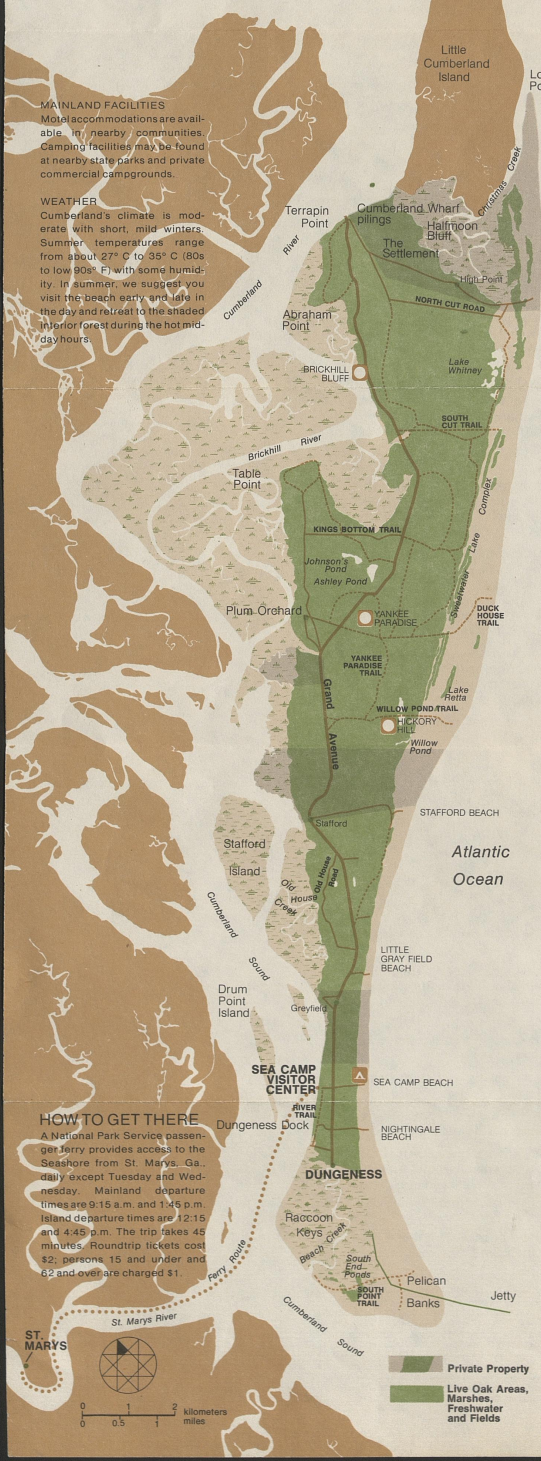 Little
Cumberland
Island
Lo
Po
MAINLAND FACILITIES
Motel accommodations are avail-
able in nearby communities.
Camping facilities may be found
at nearby state parks and private
commercial campgrounds.
WEATHER
Cumberland's climate is mod-
erate with short, mild winters.
Summer temperatures range
from about 27° C to 35° C (80s
to low 90s° F) with some humid-
ity. In summer, we suggest you
visit the beach early and late in
the day and retreat to the shaded
interior forest during the hot mid-
day hours.
Christmas Creek
Terrapin
Point
Cumberland Wharf
pilings
Halfmoon
Bluff
The
Settlement
High Point
Cumberland River
NORTH CUT ROAD
Abraham
Point
BRICKHILL
BLUFF
Lake
Whitney
SOUTH
CUT TRAIL
Brickhill River
Table
Point
Sweetwater Lake Complex
KINGS BOTTOM TRAIL
Johnson's
Pond
Ashley Pond
Plum Orchard
YANKEE
PARADISE
DUCK
HOUSE
TRAIL
YANKEE
PARADISE
TRAIL
Grand Avenue
Lake
Retta
WILLOW POND TRAIL
HICKORY
HILL
Willow
Pond
STAFFORD BEACH
Stafford
Stafford
Island
Atlantic
Ocean
Old House Road
Old
House
Creek
Cumberland Sound
LITTLE
GRAY FIELD
BEACH
Drum
Point
Island
Greyfield
SEA CAMP
VISITOR
CENTER
SEA CAMP BEACH
RIVER
TRAIL
Dungeness Dock
NIGHTINGALE
BEACH
DUNGENESS
HOW TO GET THERE
A National Park Service passen-
ger ferry provides access to the
Seashore from St. Marys, Ga.,
daily except Tuesday and Wed-
nesday. Mainland departure
times are 9:15 a.m. and 1:45 p.m.
Island departure times are 12:15
and 4:45 p.m. The trip takes 45
minutes. Roundtrip tickets cost
$2; persons 15 and under and
62 and over are charged $1.
Raccoon
Keys
Beach Creek
South
End
Ponds
SOUTH
POINT
TRAIL
Pelican
Banks
Jetty
Ferry Route
St. Marys River
Cumberland Sound
ST.
MARYS
0 1 2 kilometers
0 0.5 1 miles
Private Property
Live Oak Areas,
Marshes,
Freshwater
and Fields